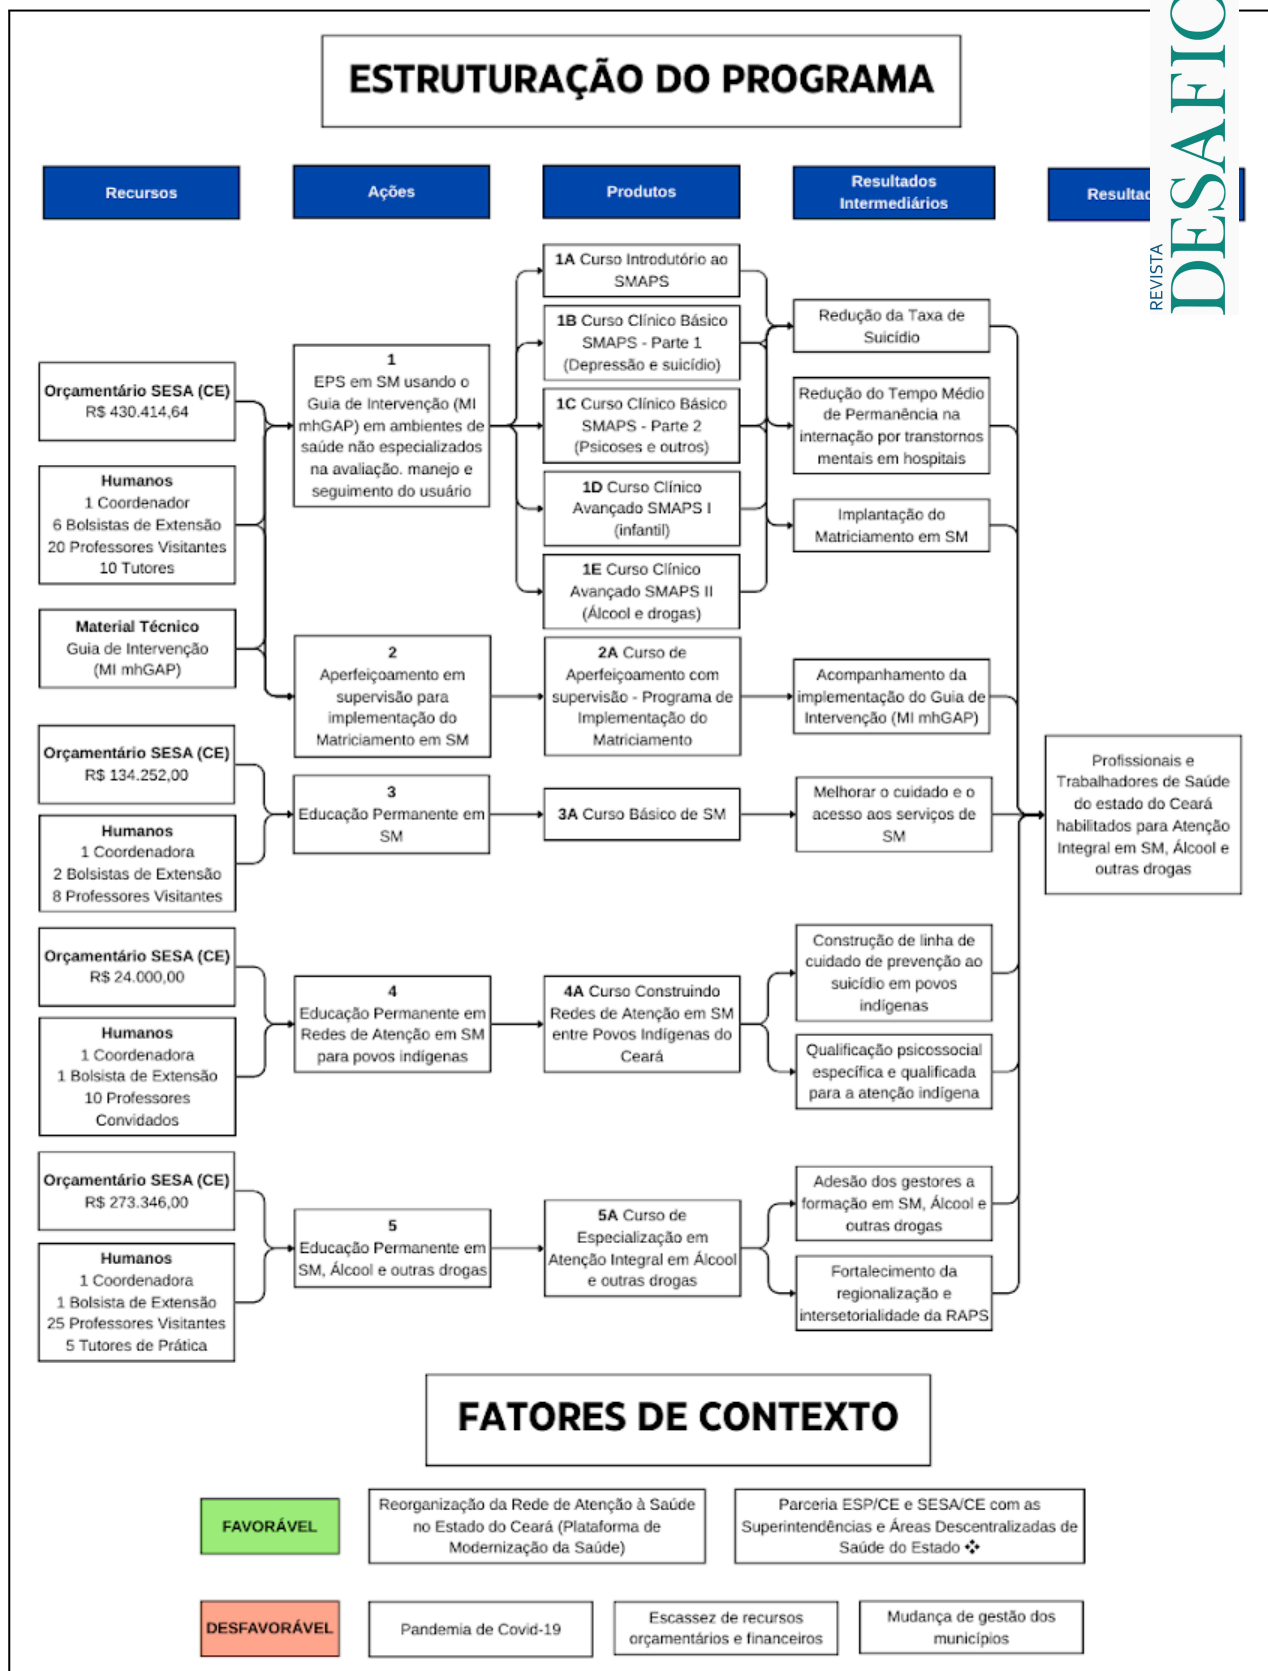 REVISTA
DESAFIO
ESTRUTURAÇÃO DO PROGRAMA
Recursos
Ações
Produtos
Resultados
Intermediários
Orçamentário SESA (CE)
R$ 430.414,64
Humanos
1 Coordenador
6 Bolsistas de Extensão
20 Professores Visitantes
10 Tutores
Material Técnico
Guia de Intervenção
(MI mhGAP)
Orçamentário SESA (CE)
R$ 134.252,00
Humanos
1 Coordenadora
2 Bolsistas de Extensão
8 Professores Visitantes
Orçamentário SESA (CE)
R$ 24.000,00
Humanos
1 Coordenadora
1 Bolsista de Extensão
10 Professores
Convidados
Orçamentário SESA (CE)
R$ 273.346,00
Humanos
1 Coordenadora
1 Bolsista de Extensão
25 Professores Visitantes
5 Tutores de Prática
1
EPS em SM usando o
Guia de Intervenção (MI
mhGAP) em ambientes de
saúde não especializados
na avaliação. manejo e
seguimento do usuário
2
Aperfeiçoamento em
supervisão para
implementação do
Matriciamento em SM
3
Educação Permanente em
SM
4
Educação Permanente em
Redes de Atenção em SM
para povos indígenas
5
Educação Permanente em
SM, Álcool e outras drogas
1A Curso Introdutório ao
SMAPS
1B Curso Clínico Básico
SMAPS - Parte 1
(Depressão e suicídio)
1C Curso Clínico Básico
SMAPS - Parte 2
(Psicoses e outros)
1D Curso Clínico
Avançado SMAPS I
(infantil)
1E Curso Clínico
Avançado SMAPS II
(Álcool e drogas)
2A Curso de
Aperfeiçoamento com
supervisão - Programa de
Implementação do
Matriciamento
3A Curso Básico de SM
4A Curso Construindo
Redes de Atenção em SM
entre Povos Indígenas do
Ceará
5A Curso de
Especialização em
Atenção Integral em Álcool
e outras drogas
Redução da Taxa de
Suicídio
Redução do Tempo Médio
de Permanência na
internação por transtornos
mentais em hospitais
Implantação do
Matriciamento em SM
Acompanhamento da
implementação do Guia de
Intervenção (MI mhGAP)
Melhorar o cuidado e o
acesso aos serviços de
SM
Construção de linha de
cuidado de prevenção ao
suicídio em povos
indígenas
Qualificação psicossocial
específica e qualificada
para a atenção indígena
Adesão dos gestores a
formação em SM, Álcool e
outras drogas
Fortalecimento da
regionalização e
intersetorialidade da RAPS
Profissionais e
Trabalhadores de Saúde
do estado do Ceará
habilitados para Atenção
Integral em SM, Álcool e
outras drogas
FATORES DE CONTEXTO
FAVORÁVEL
Reorganização da Rede de Atenção à Saúde
no Estado do Ceará (Plataforma de
Modernização da Saúde)
Parceria ESP/CE e SESA/CE com as
Superintendências e Áreas Descentralizadas de
Saúde do Estado ❖
DESFAVORÁVEL
Pandemia de Covid-19
Escassez de recursos
orçamentários e financeiros
Mudança de gestão dos
municípios